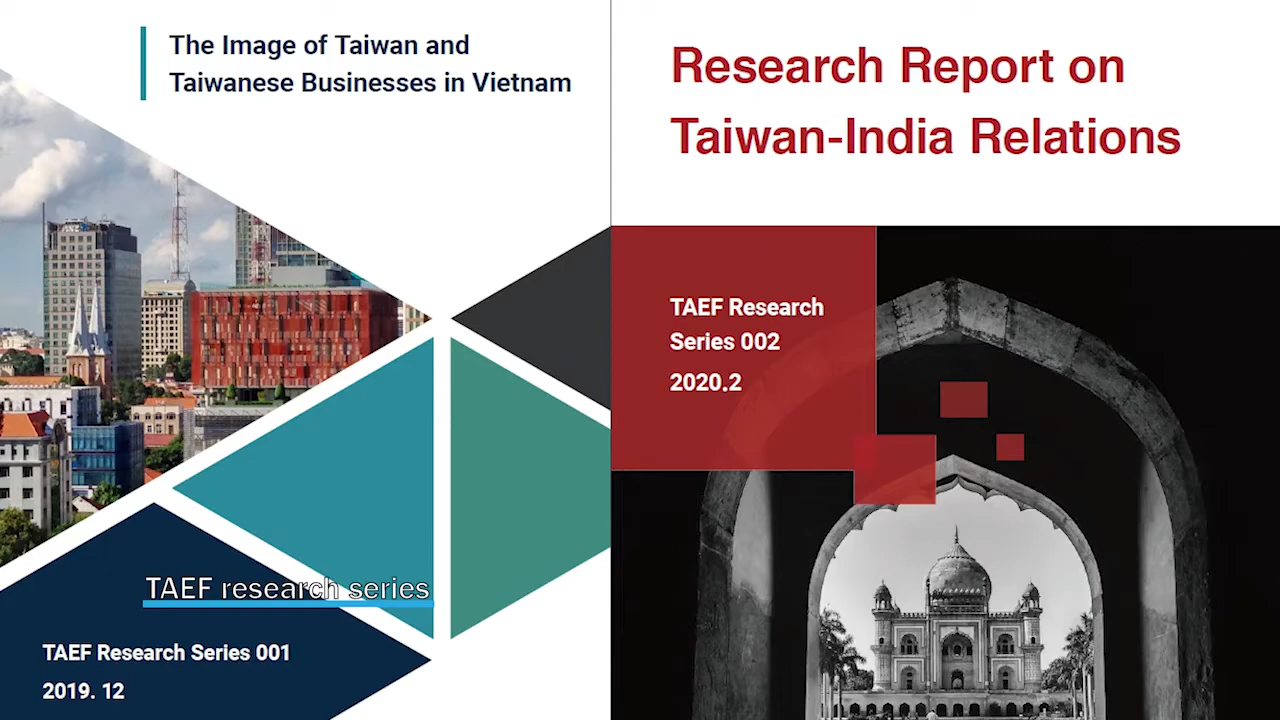 The Image of Taiwan and
Taiwanese Businesses in Vietnam
TAEF research series
TAEF Research Series 001
2019. 12
Research Report on
Taiwan-India Relations
TAEF Research
Series 002
2020.2